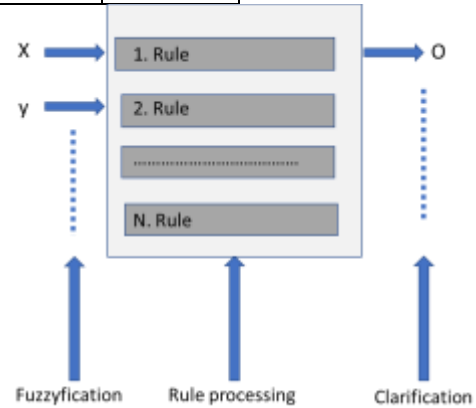 X
1. Rule
O
y
2. Rule
........................................
N. Rule
Fuzzyfication
Rule processing
Clarification